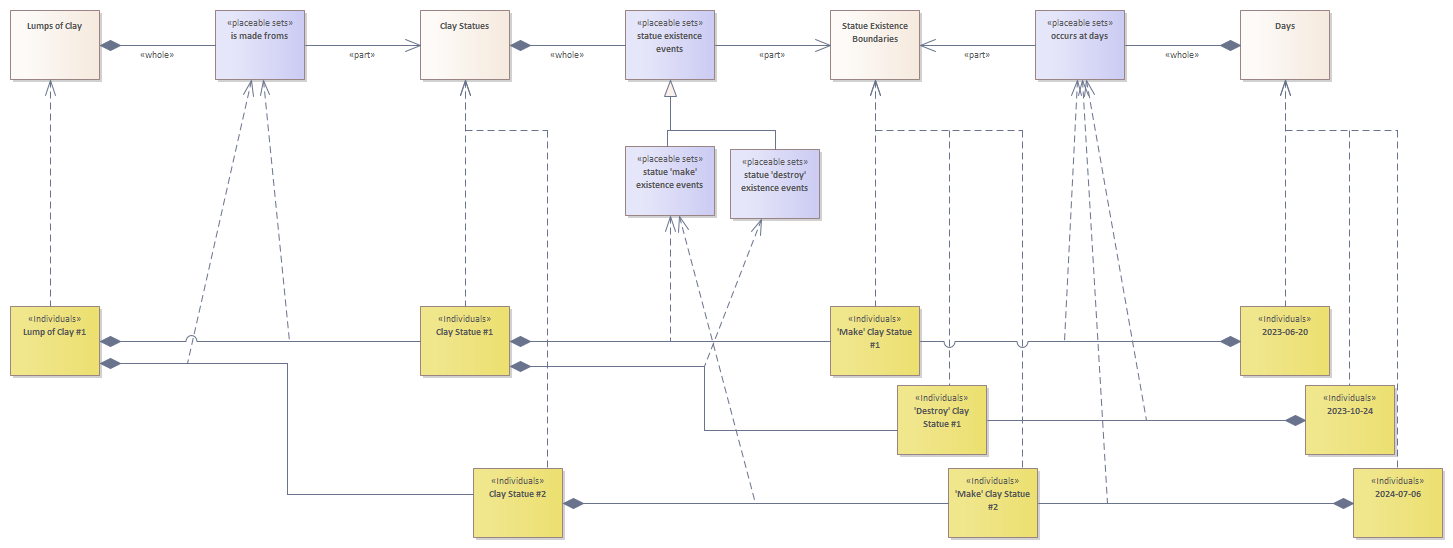 Lumps of Clay
«placeable sets»
is made froms
Clay Statues
«placeable sets»
statue existence
events
Statue Existence
Boundaries
«placeable sets»
occurs at days
Days
«whole»
«part»
«whole»
«part»
«part»
«whole»
«placeable sets»
statue 'make'
existence events
«placeable sets»
statue 'destroy'
existence events
«Individuals»
Lump of Clay #1
«Individuals»
Clay Statue #1
«Individuals»
'Make' Clay Statue
#1
«Individuals»
2023-06-20
«Individuals»
'Destroy' Clay
Statue #1
«Individuals»
2023-10-24
«Individuals»
Clay Statue #2
«Individuals»
'Make' Clay Statue
#2
«Individuals»
2024-07-06